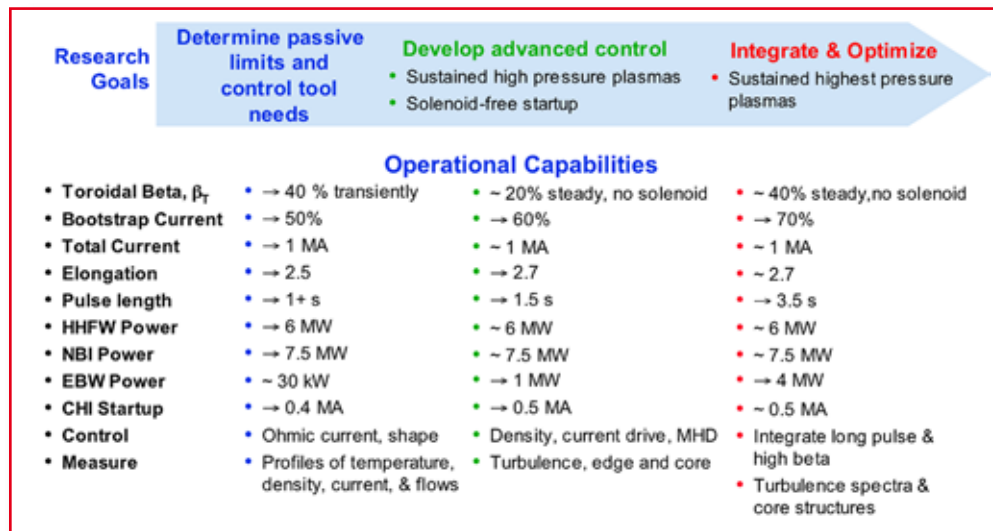 Research Goals
Determine passive limits and control tool needs
Develop advanced control
• Sustained high pressure plasmas
• Solenoid-free startup
Integrate & Optimize
• Sustained highest pressure plasmas
Operational Capabilities
• Toroidal Beta, βT • → 40 % transiently • ~ 20% steady, no solenoid • ~ 40% steady,no solenoid
• Bootstrap Current • → 50% • → 60% • → 70%
• Total Current • → 1 MA • ~ 1 MA • ~ 1 MA
• Elongation • → 2.5 • → 2.7 • ~ 2.7
• Pulse length • → 1+ s • → 1.5 s • → 3.5 s
• HHFW Power • → 6 MW • ~ 6 MW • ~ 6 MW
• NBI Power • → 7.5 MW • ~ 7.5 MW • ~ 7.5 MW
• EBW Power • ~ 30 kW • → 1 MW • → 4 MW
• CHI Startup • → 0.4 MA • → 0.5 MA • ~ 0.5 MA
• Control • Ohmic current, shape • Density, current drive, MHD • Integrate long pulse & high beta
• Measure • Profiles of temperature, density, current, & flows • Turbulence, edge and core • Turbulence spectra & core structures